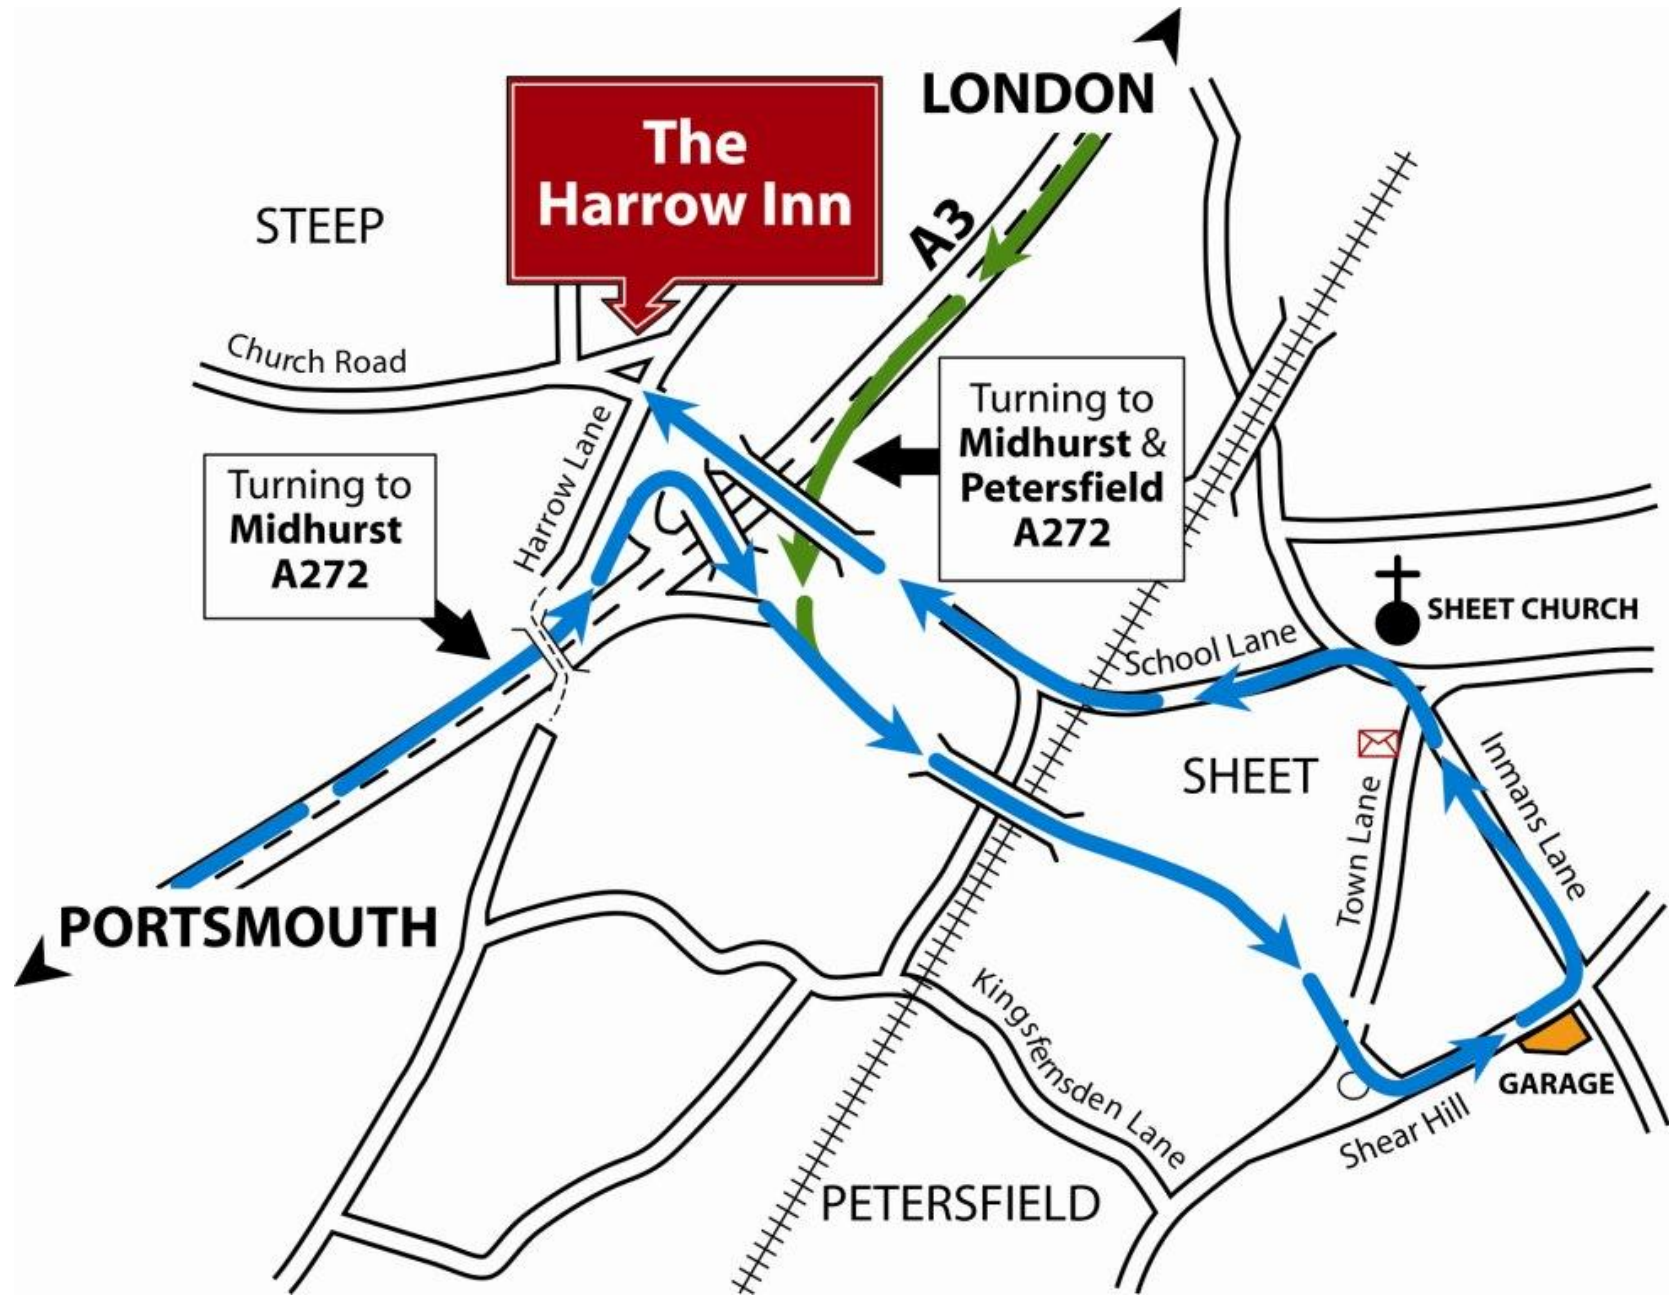 LONDON
The
Harrow Inn
A3
STEEP
Church Road
Turning to
Midhurst &
Petersfield
A272
Harrow Lane
Turning to
Midhurst
A272
SHEET CHURCH
School Lane
SHEET
Inmans Lane
Town Lane
PORTSMOUTH
Kingsfernsden Lane
GARAGE
Shear Hill
PETERSFIELD